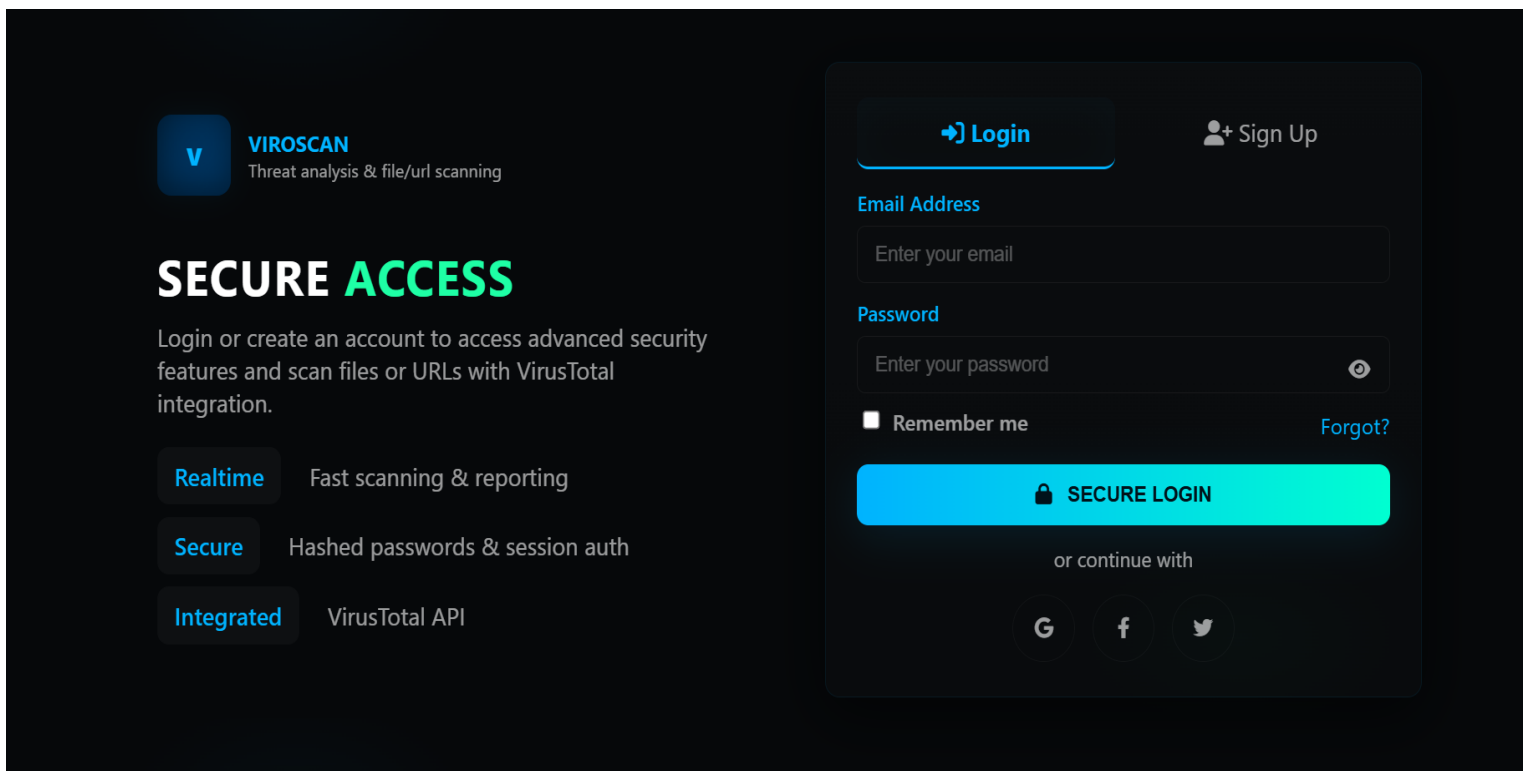 V
VIROSCAN
Threat analysis & file/url scanning
SECURE ACCESS
Login or create an account to access advanced security
features and scan files or URLs with VirusTotal
integration.
Realtime Fast scanning & reporting
Secure Hashed passwords & session auth
Integrated VirusTotal API
Login Sign Up
Email Address
Enter your email
Password
Enter your password
Remember me Forgot?
SECURE LOGIN
or continue with